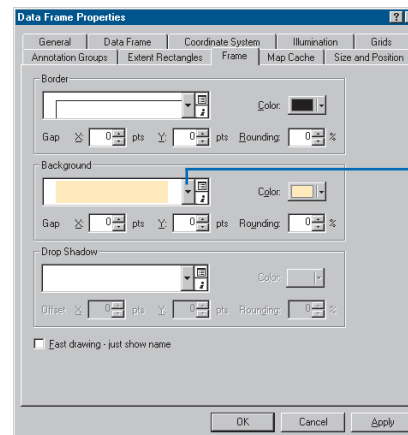 Data Frame Properties ?
General Data Frame Coordinate System Illumination Grids
Annotation Groups Extent Rectangles Frame Map Cache Size and Position
Border
Color:
Gap X: 0 pts Y: 0 pts Rounding: 0 %
Background
Color:
Gap X: 0 pts Y: 0 pts Rounding: 0 %
Drop Shadow
Color:
Offset X: 0 pts Y: 0 pts Rounding: 0 %
Fast drawing - just show name
OK Cancel Apply